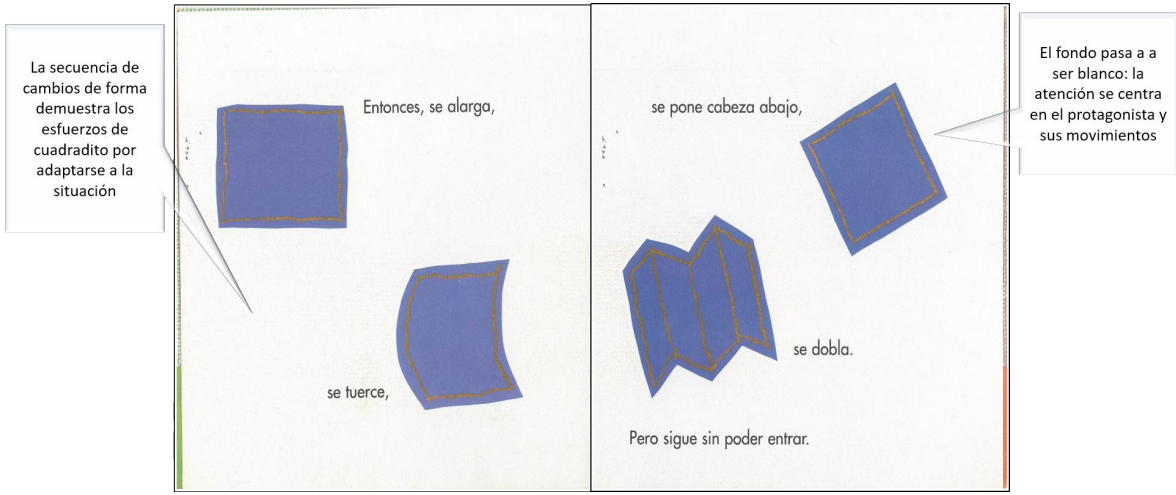 La secuencia de
cambios de forma
demuestra los
esfuerzos de
cuadradito por
adaptarse a la
situación
Entonces, se alarga,
se tuerce,
se pone cabeza abajo,
se dobla.
Pero sigue sin poder entrar.
El fondo pasa a a
ser blanco: la
atención se centra
en el protagonista y
sus movimientos